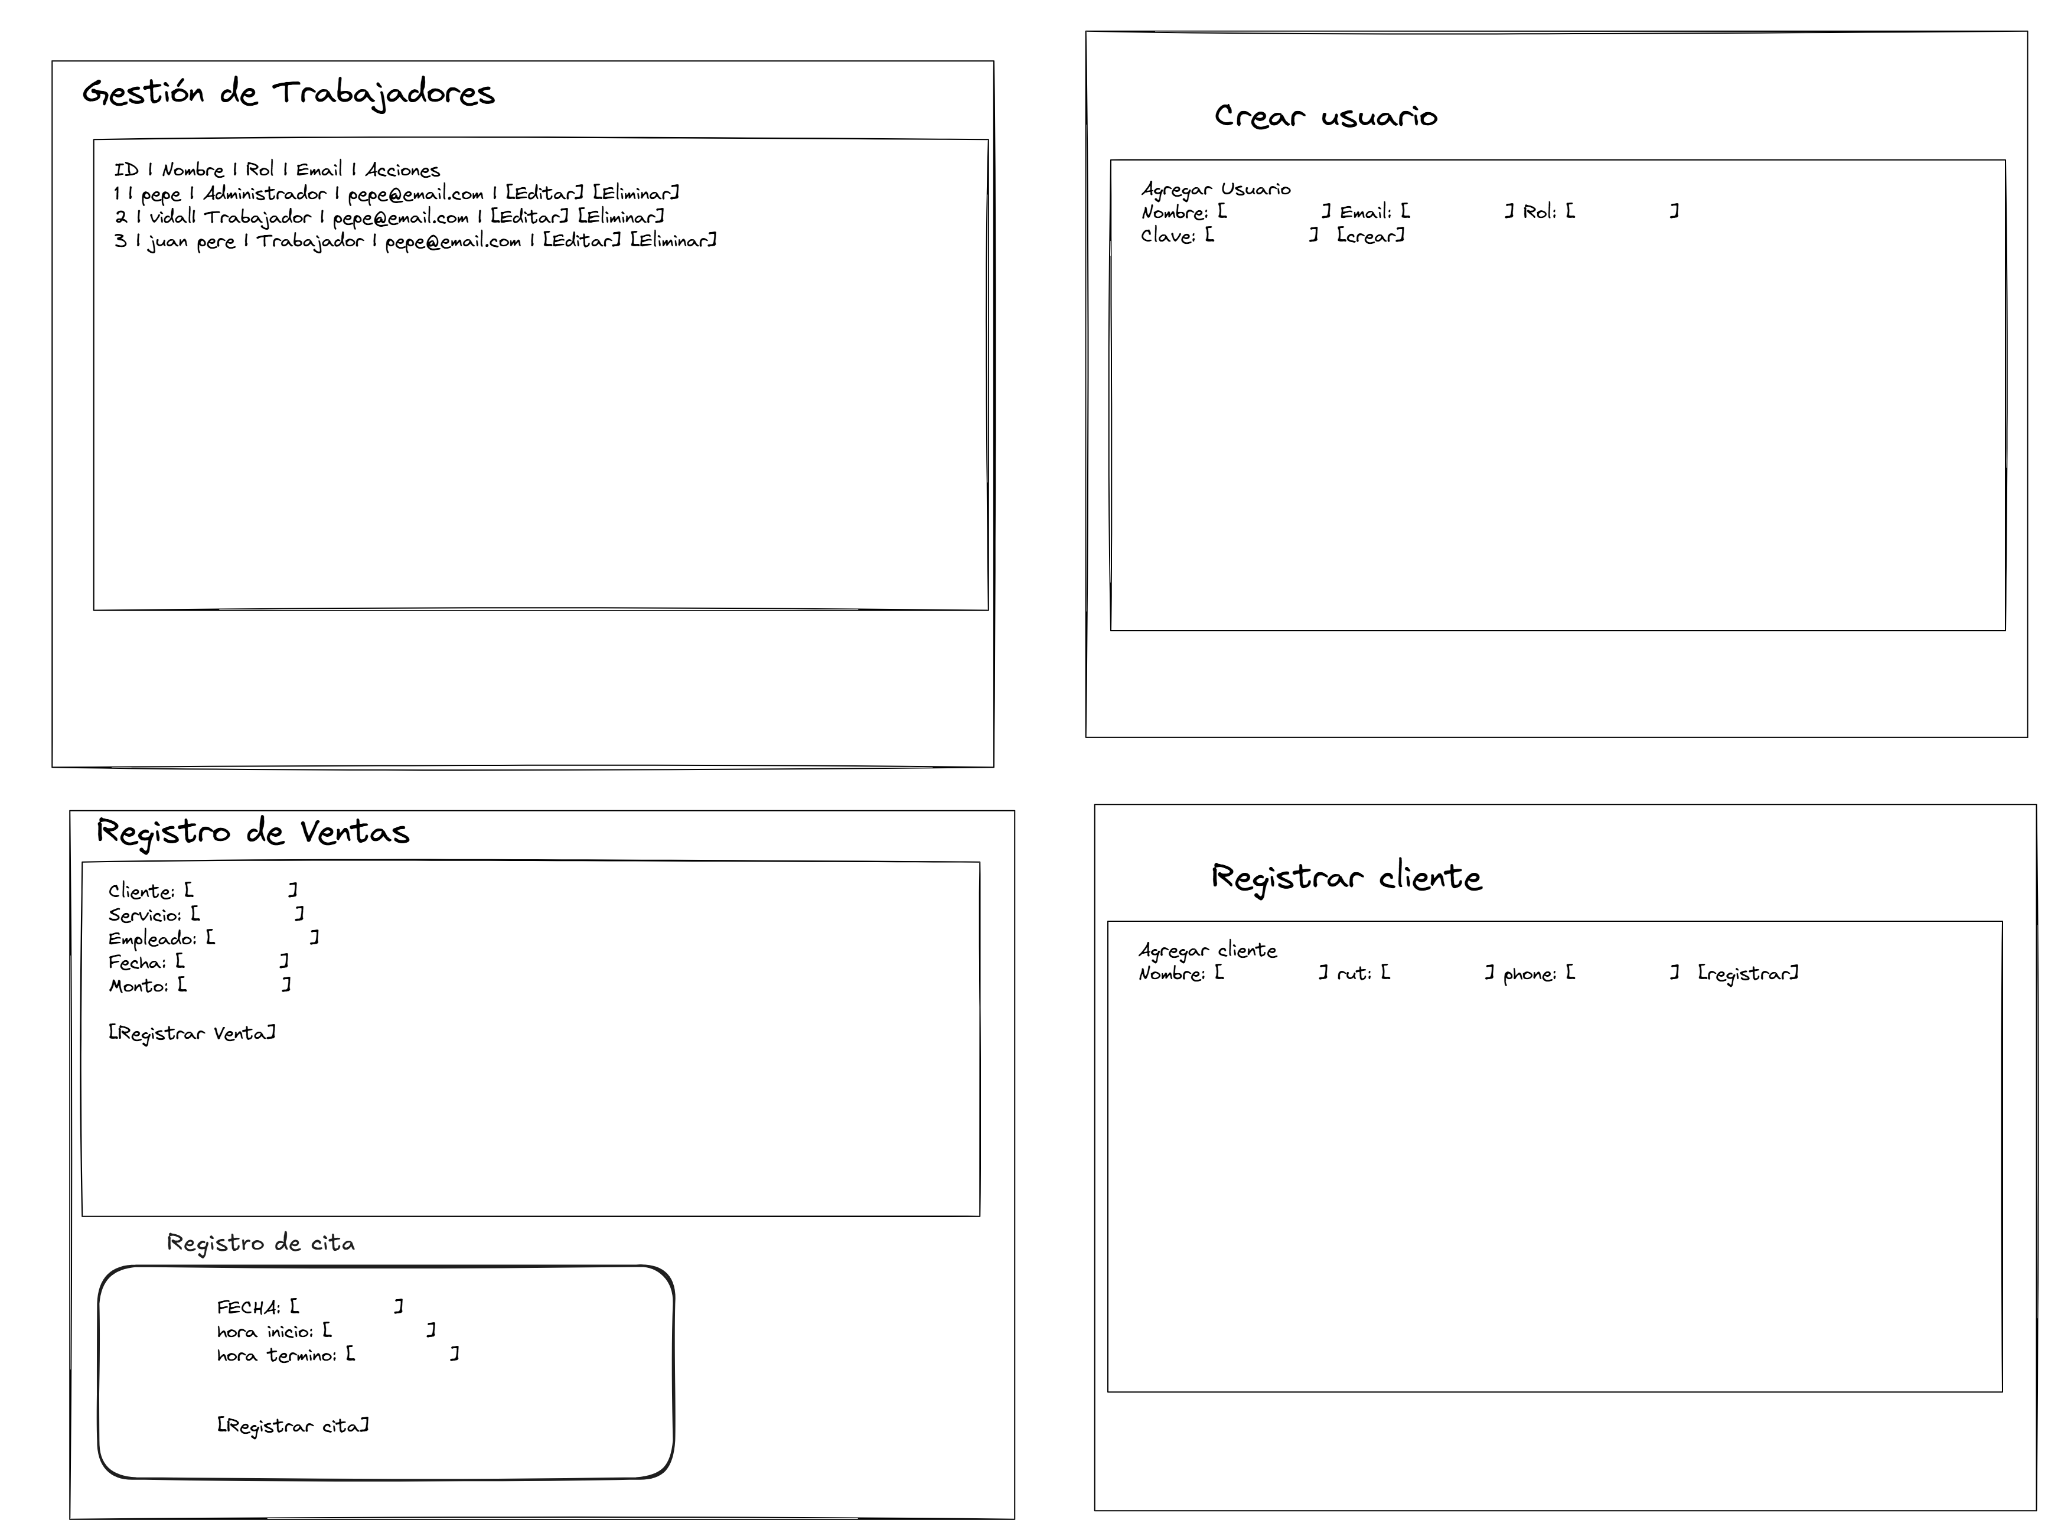 Gestión de Trabajadores
ID | Nombre | Rol | Email | Acciones
1 | pepe | Administrador | pepe@email.com | [Editar] [Eliminar]
2 | vidal| Trabajador | pepe@email.com | [Editar] [Eliminar]
3 | juan pere | Trabajador | pepe@email.com | [Editar] [Eliminar]
Crear usuario
Agregar Usuario
Nombre: [ ] Email: [ ] Rol: [ ]
Clave: [ ] [crear]
Registro de Ventas
Cliente: [ ]
Servicio: [ ]
Empleado: [ ]
Fecha: [ ]
Monto: [ ]
[Registrar Venta]
Registro de cita
FECHA: [ ]
hora inicio: [ ]
hora termino: [ ]
[Registrar cita]
Registrar cliente
Agregar cliente
Nombre: [ ] rut: [ ] phone: [ ] [registrar]